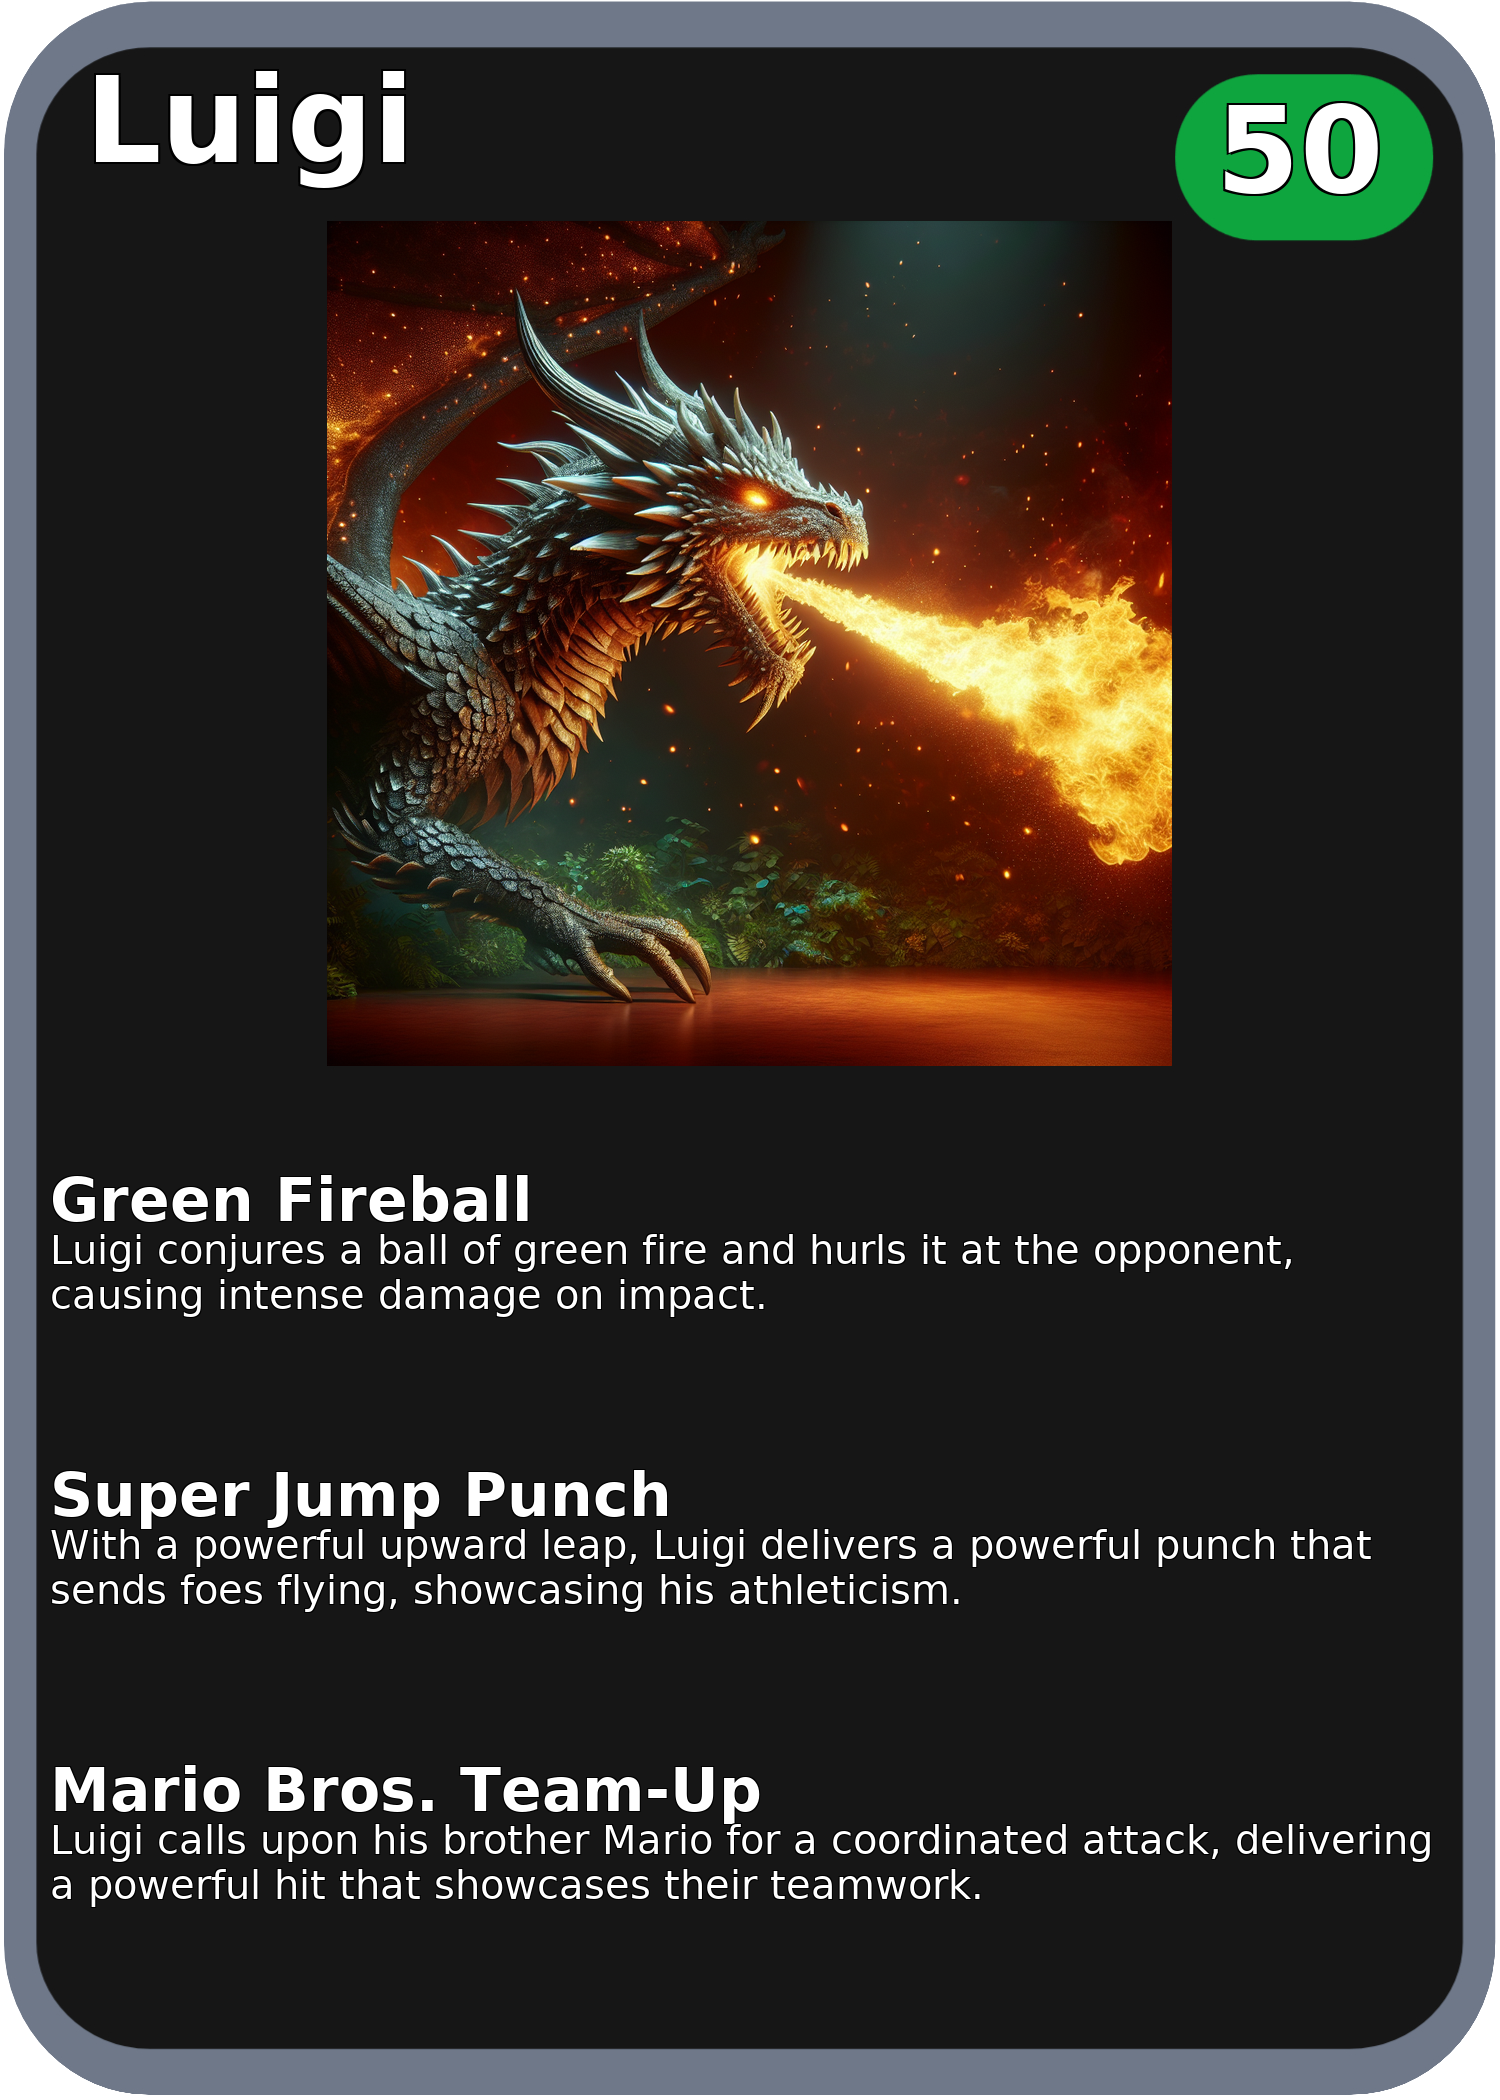 Luigi
50
Green Fireball
Luigi conjures a ball of green fire and hurls it at the opponent,
causing intense damage on impact.
Super Jump Punch
With a powerful upward leap, Luigi delivers a powerful punch that
sends foes flying, showcasing his athleticism.
Mario Bros. Team-Up
Luigi calls upon his brother Mario for a coordinated attack, delivering
a powerful hit that showcases their teamwork.